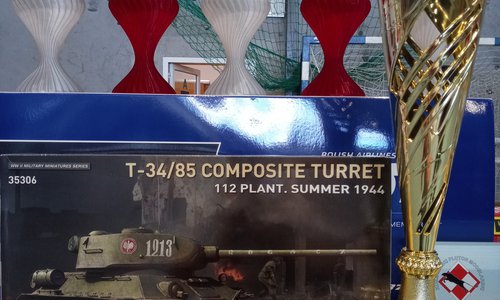 POLISH AIRLINES
WW II MILITARY MINIATURES SERIES
35306
T-34/85 COMPOSITE TURRET
112 PLANT. SUMMER 1944
1913